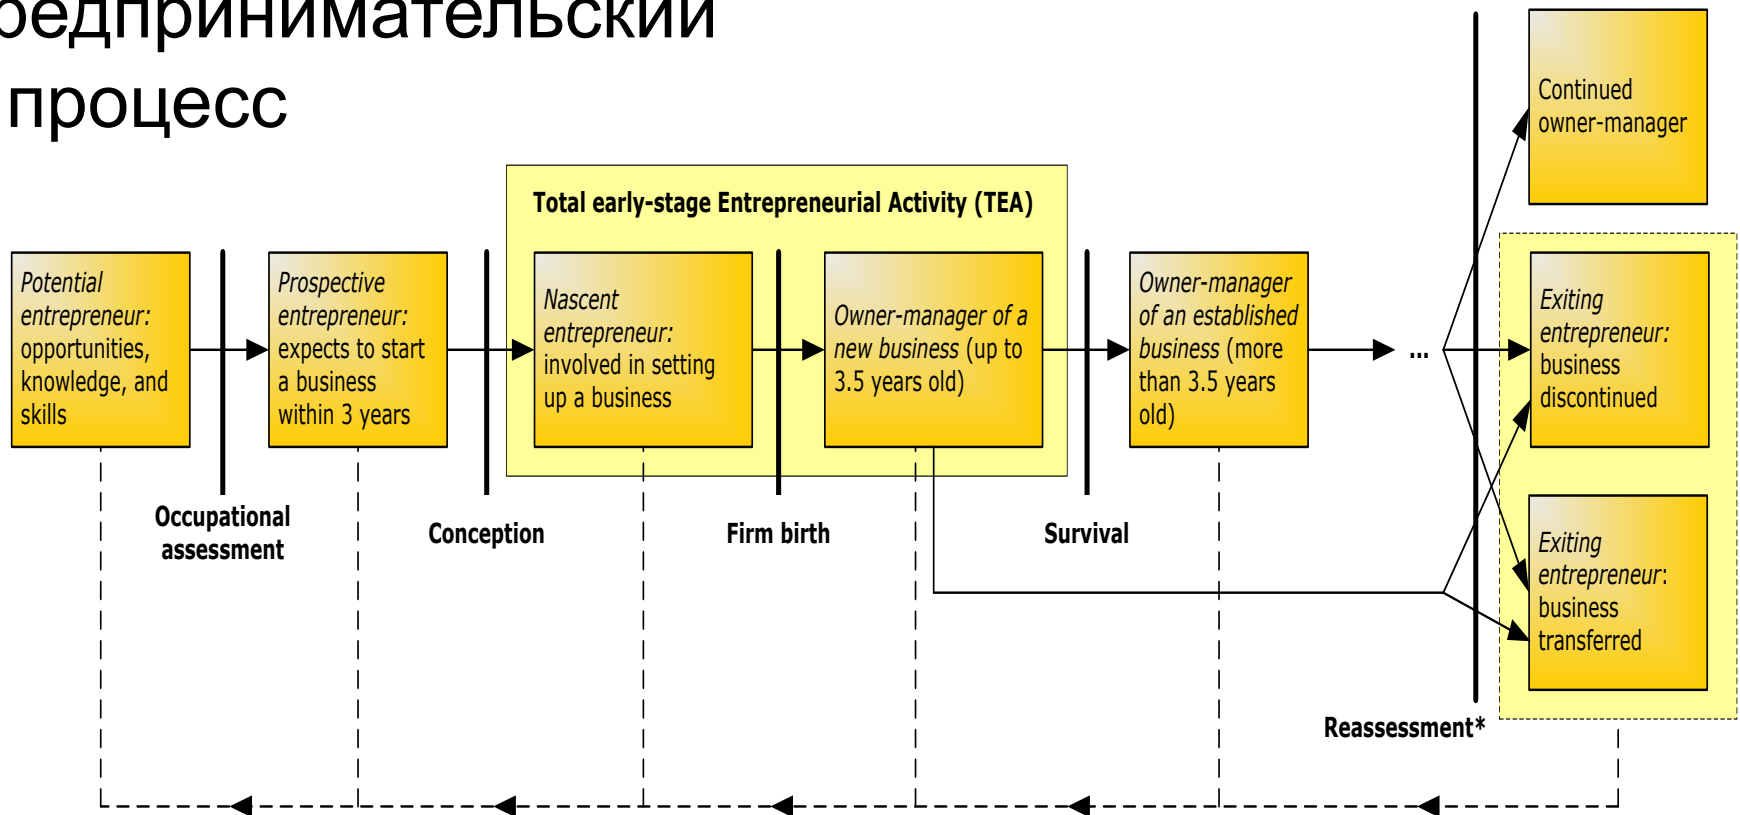 редпринимательский
процесс
Continued
owner-manager
Total early-stage Entrepreneurial Activity (TEA)
Potential
entrepreneur:
opportunities,
knowledge, and
skills
Prospective
entrepreneur:
expects to start
a business
within 3 years
Nascent
entrepreneur:
involved in setting
up a business
Owner-manager of a
new business (up to
3.5 years old)
Owner-manager
of an established
business (more
than 3.5 years
old)
...
Exiting
entrepreneur:
business
discontinued
Occupational
assessment
Conception
Firm birth
Survival
Exiting
entrepreneur:
business
transferred
Reassessment*